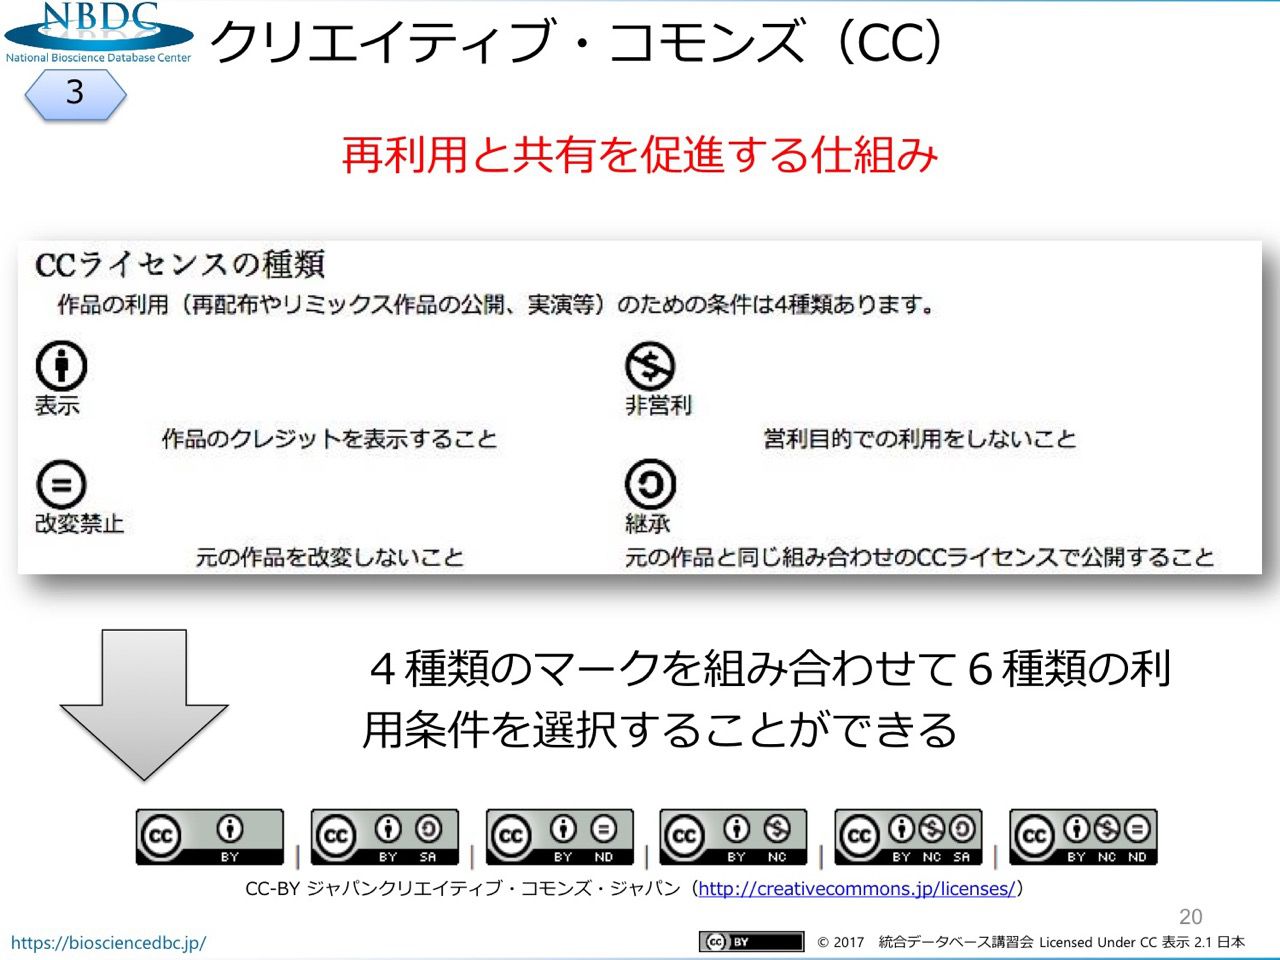 NBDC
National Bioscience Database Center
クリエイティブ・コモンズ（CC）
3
再利用と共有を促進する仕組み
CCライセンスの種類
作品の利用（再配布やリミックス作品の公開、実演等）のための条件は4種類あります。
表示
作品のクレジットを表示すること
非営利
営利目的での利用をしないこと
改変禁止
元の作品を改変しないこと
継承
元の作品と同じ組み合わせのCCライセンスで公開すること
４種類のマークを組み合わせて６種類の利
用条件を選択することができる
cc BY | cc BY SA | cc BY ND | cc BY NC | cc BY NC SA | cc BY NC ND
CC-BY ジャパンクリエイティブ・コモンズ・ジャパン（http://creativecommons.jp/licenses/）
20
https://biosciencedbc.jp/
cc BY
© 2017 統合データベース講習会 Licensed Under CC 表示 2.1 日本